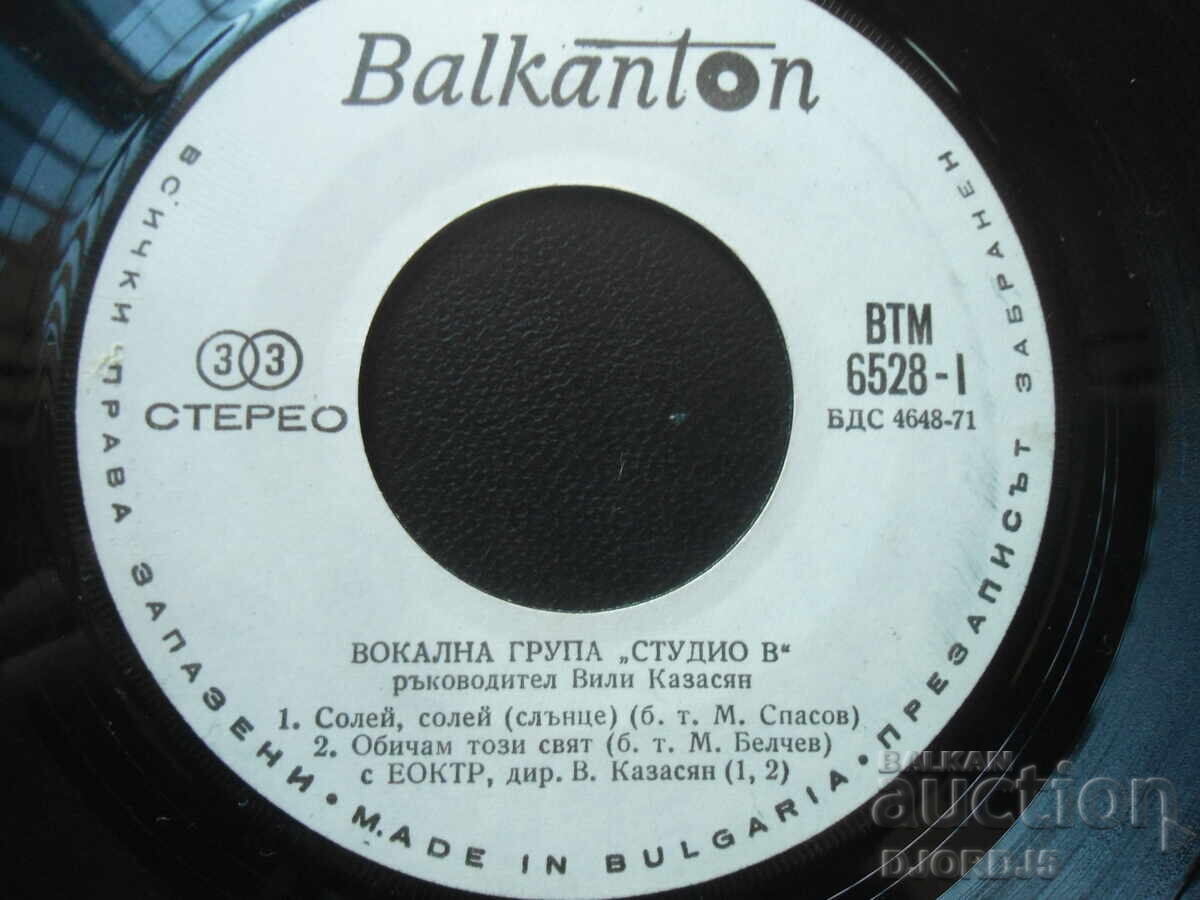 Balkanton
ВСИЧКИ ПРАВА ЗАПАЗЕНИ • MADE IN BULGARIA • ПРЕЗАПИСЪТ ЗАБРАНЕН
33
СТЕРЕО
ВТМ
6528-I
БДС 4648-71
ВОКАЛНА ГРУПА „СТУДИО В“
ръководител Вили Казасян
1. Солей, солей (слънце) (б. т. М. Спасов)
2. Обичам този свят (б. т. М. Белчев)
с ЕОКТР, дир. В. Казасян (1, 2)
BALKAN
auction
DJORDJ5